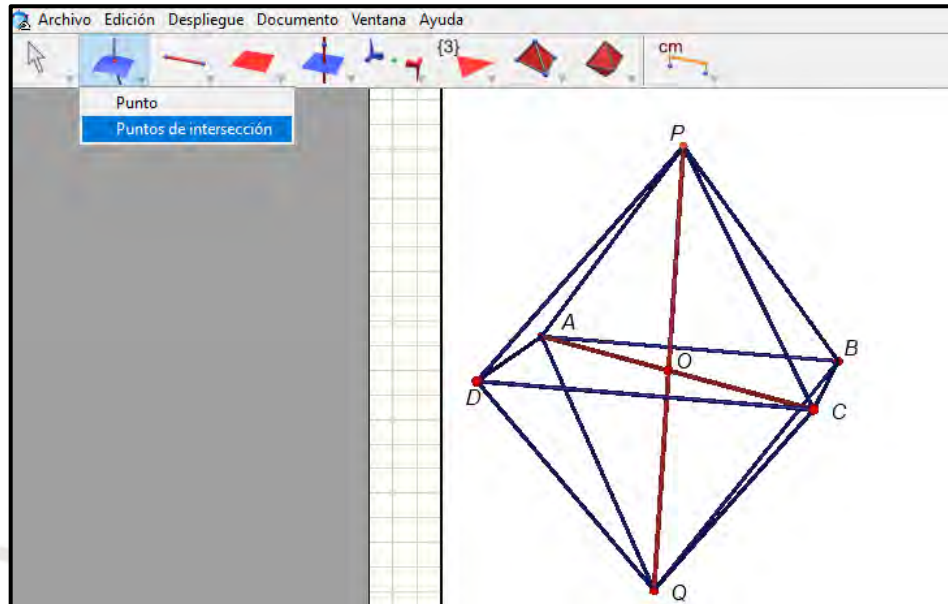 Archivo Edición Despliegue Documento Ventana Ayuda
{3}
cm
Punto
Puntos de intersección
P
A
B
O
D
C
Q